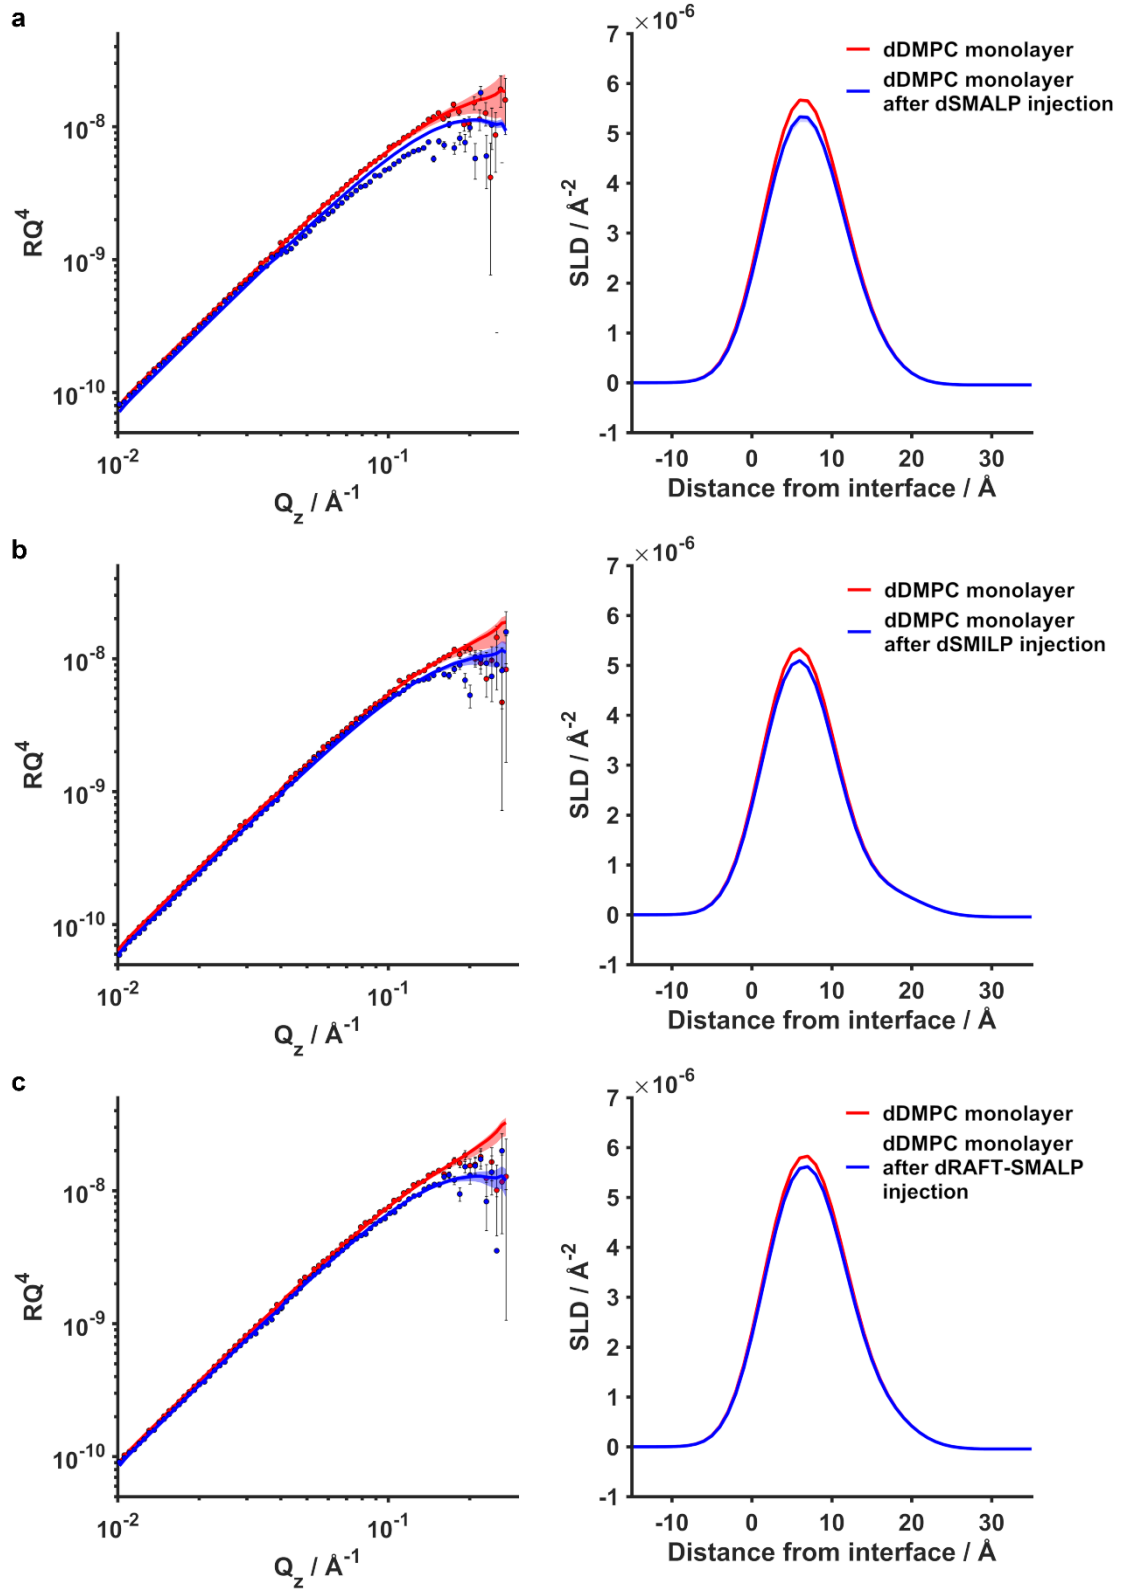 a
×10⁻⁶
7
6
5
4
3
2
1
0
-1
SLD / Å⁻²
dDMPC monolayer
dDMPC monolayer
after dSMALP injection
10⁻⁸
10⁻⁹
10⁻¹⁰
RQ⁴
10⁻² 10⁻¹
Q_z / Å⁻¹
-10 0 10 20 30
Distance from interface / Å
b
×10⁻⁶
7
6
5
4
3
2
1
0
-1
SLD / Å⁻²
dDMPC monolayer
dDMPC monolayer
after dSMILP injection
10⁻⁸
10⁻⁹
10⁻¹⁰
RQ⁴
10⁻² 10⁻¹
Q_z / Å⁻¹
-10 0 10 20 30
Distance from interface / Å
c
×10⁻⁶
7
6
5
4
3
2
1
0
-1
SLD / Å⁻²
dDMPC monolayer
dDMPC monolayer
after dRAFT-SMALP
injection
10⁻⁸
10⁻⁹
10⁻¹⁰
RQ⁴
10⁻² 10⁻¹
Q_z / Å⁻¹
-10 0 10 20 30
Distance from interface / Å